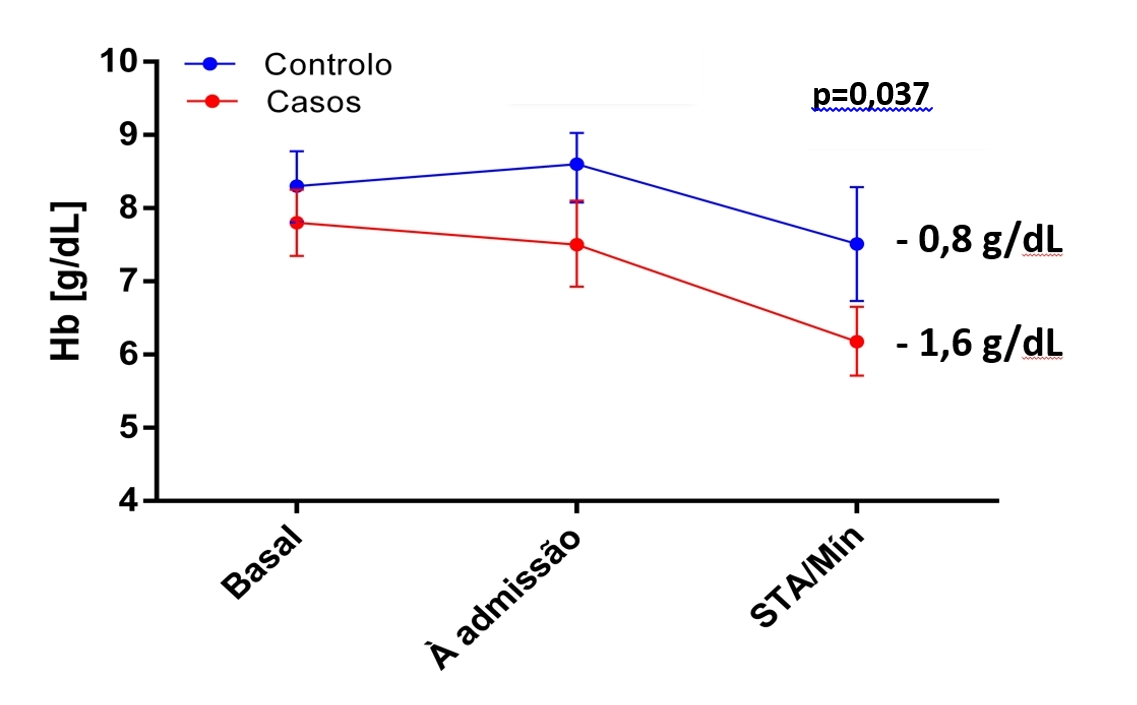 Controlo
Casos
p=0,037
10
9
8
7
6
5
4
Hb [g/dL]
- 0,8 g/dL
- 1,6 g/dL
Basal
À admissão
STA/Mín